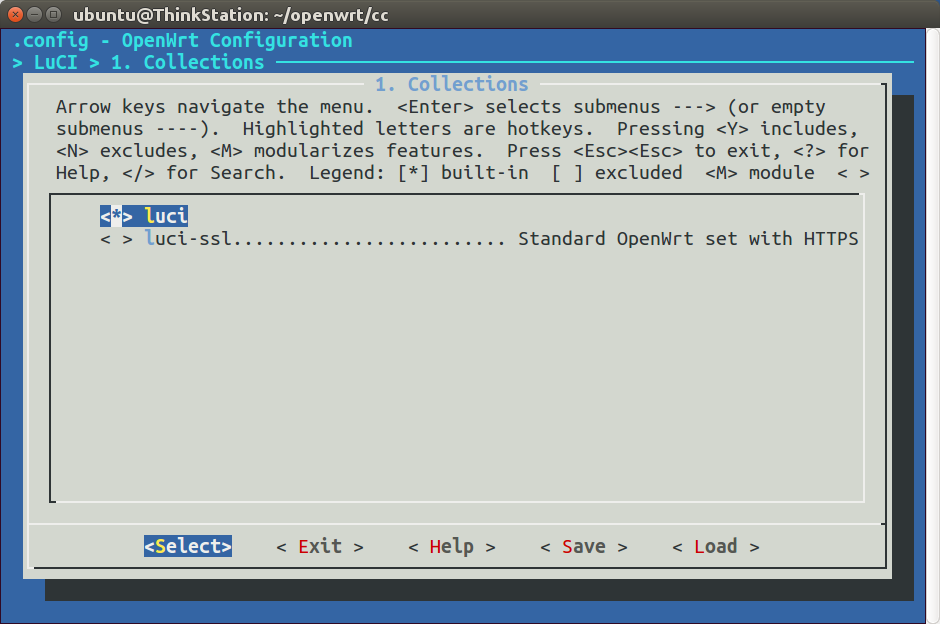 ubuntu@ThinkStation: ~/openwrt/cc
.config - OpenWrt Configuration
> LuCI > 1. Collections
1. Collections
Arrow keys navigate the menu.  <Enter> selects submenus ---> (or empty
submenus ----).  Highlighted letters are hotkeys.  Pressing <Y> includes,
<N> excludes, <M> modularizes features.  Press <Esc><Esc> to exit, <?> for
Help, </> for Search.  Legend: [*] built-in  [ ] excluded  <M> module  < >
<*> luci
< > luci-ssl......................... Standard OpenWrt set with HTTPS
<Select>    < Exit >    < Help >    < Save >    < Load >